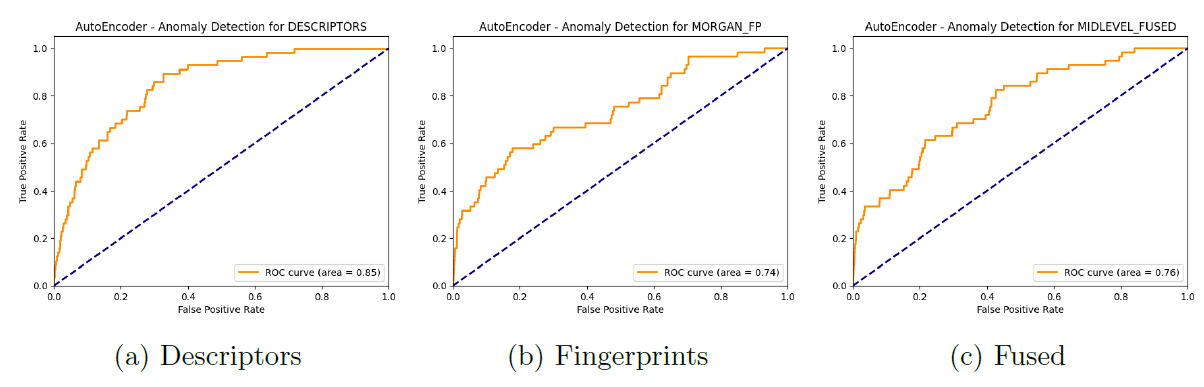 AutoEncoder - Anomaly Detection for DESCRIPTORS
1.0
0.8
0.6
0.4
0.2
0.0
True Positive Rate
ROC curve (area = 0.85)
0.0 0.2 0.4 0.6 0.8 1.0
False Positive Rate
(a) Descriptors
AutoEncoder - Anomaly Detection for MORGAN_FP
1.0
0.8
0.6
0.4
0.2
0.0
True Positive Rate
ROC curve (area = 0.74)
0.0 0.2 0.4 0.6 0.8 1.0
False Positive Rate
(b) Fingerprints
AutoEncoder - Anomaly Detection for MIDLEVEL_FUSED
1.0
0.8
0.6
0.4
0.2
0.0
True Positive Rate
ROC curve (area = 0.76)
0.0 0.2 0.4 0.6 0.8 1.0
False Positive Rate
(c) Fused